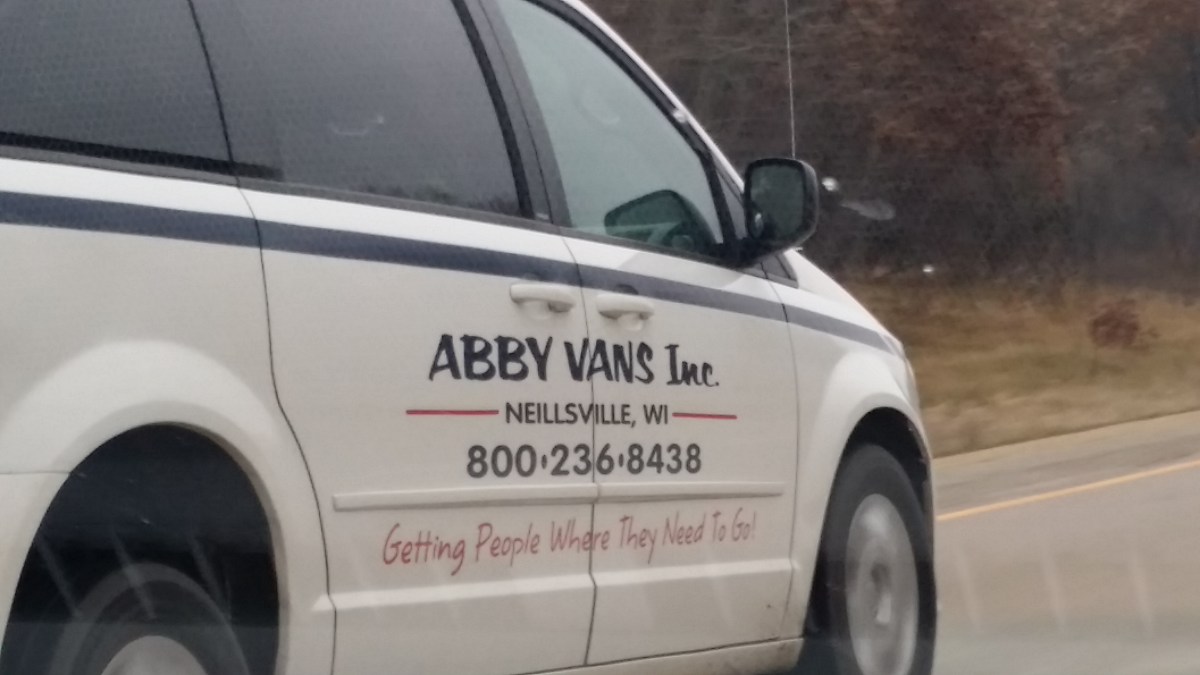 ABBY VANS Inc.
NEILLSVILLE, WI
800·236·8438
Getting People Where They Need To Go!